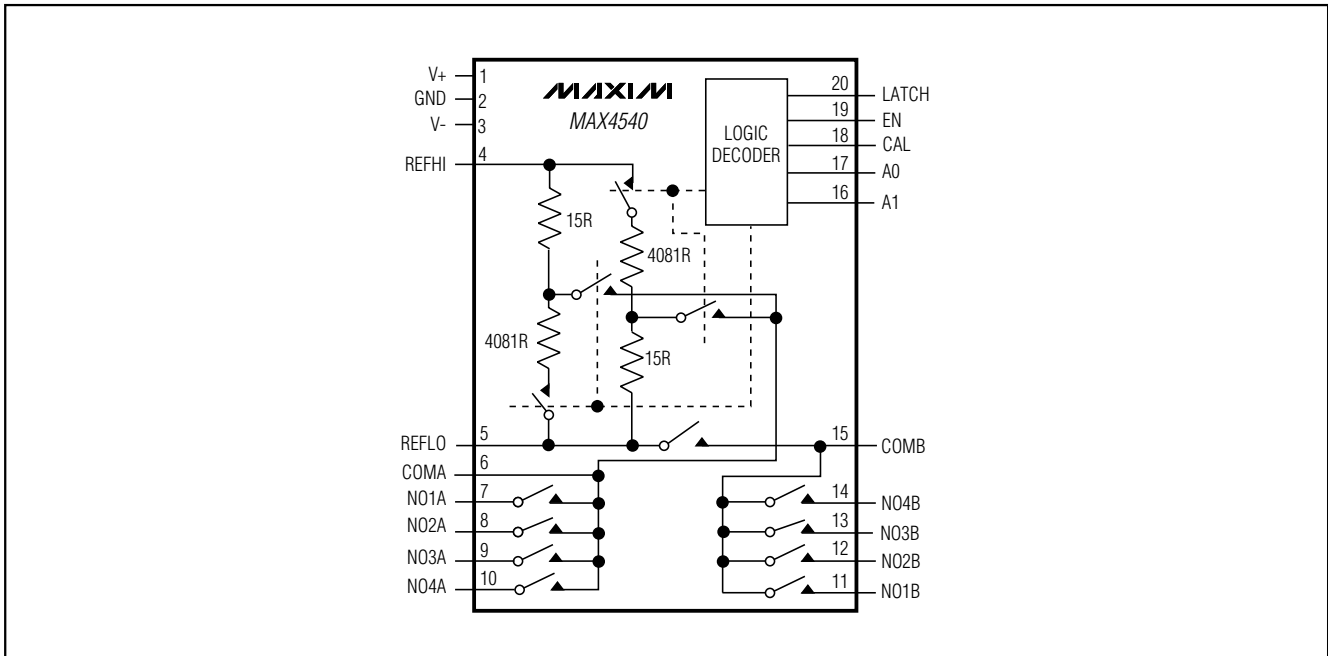 MAXIM
MAX4540
V+ 1
GND 2
V- 3
REFHI 4
REFLO 5
COMA 6
NO1A 7
NO2A 8
NO3A 9
NO4A 10
15R
4081R
4081R
15R
LOGIC
DECODER
20 LATCH
19 EN
18 CAL
17 A0
16 A1
15 COMB
14 NO4B
13 NO3B
12 NO2B
11 NO1B